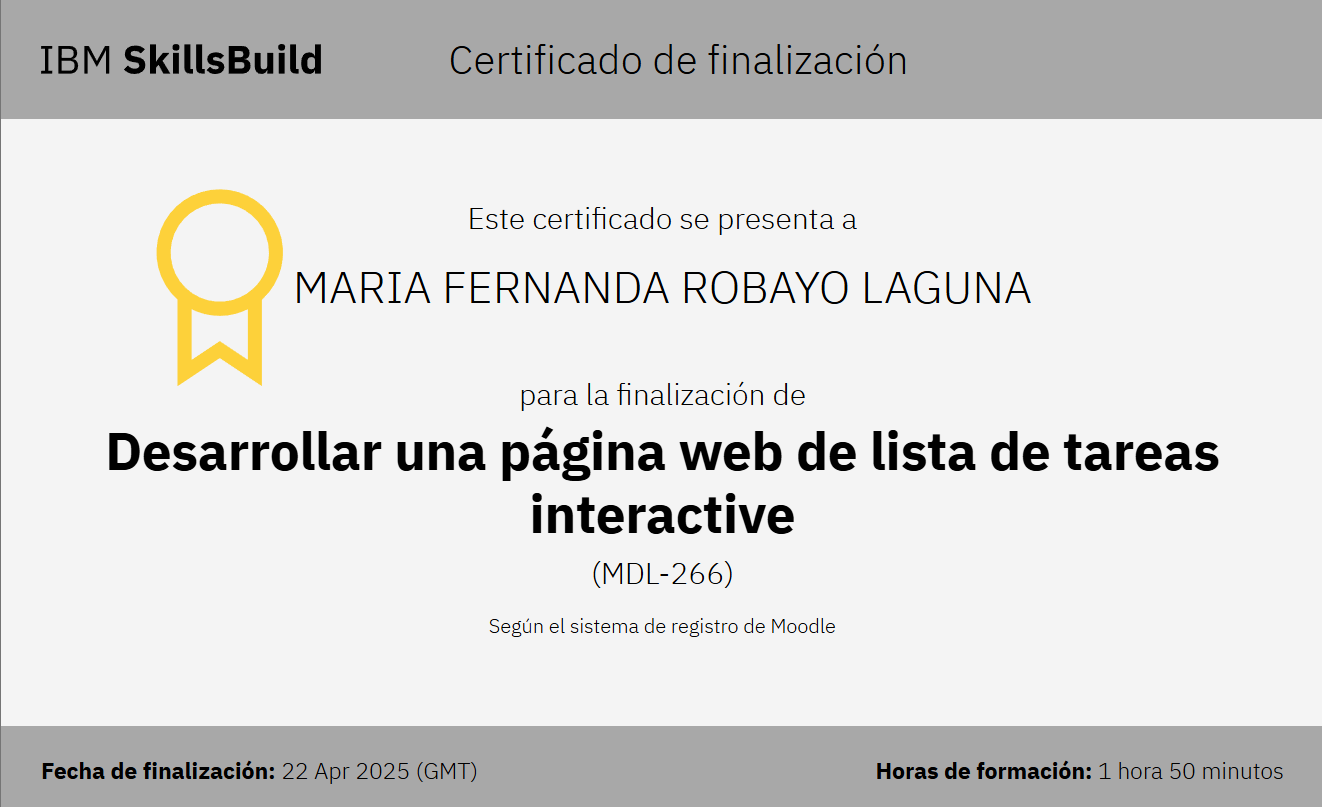 IBM SkillsBuild
Certificado de finalización
Este certificado se presenta a
MARIA FERNANDA ROBAYO LAGUNA
para la finalización de
Desarrollar una página web de lista de tareas
interactive
(MDL-266)
Según el sistema de registro de Moodle
Fecha de finalización: 22 Apr 2025 (GMT)
Horas de formación: 1 hora 50 minutos